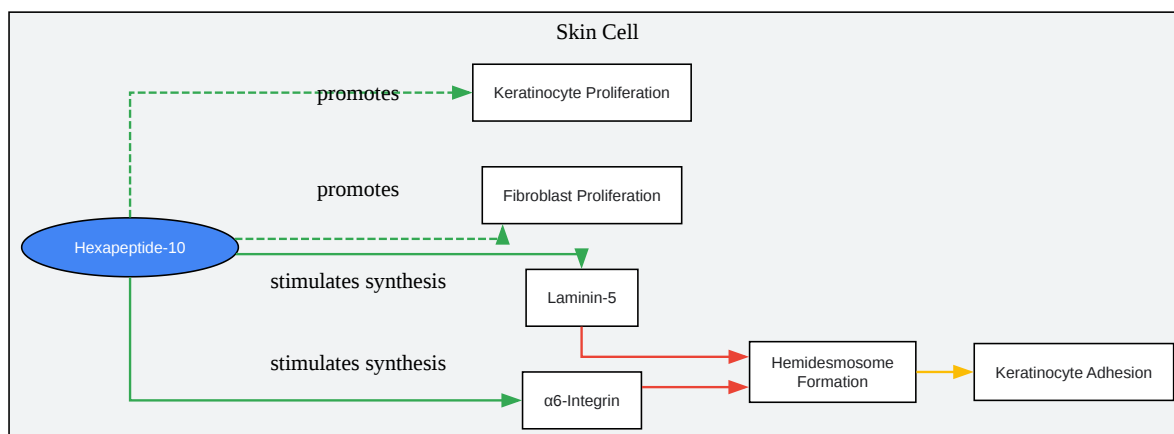 Skin Cell
promotes
Keratinocyte Proliferation
promotes
Fibroblast Proliferation
Hexapeptide-10
stimulates synthesis
Laminin-5
stimulates synthesis
Hemidesmosome
Formation
Keratinocyte Adhesion
α6-Integrin